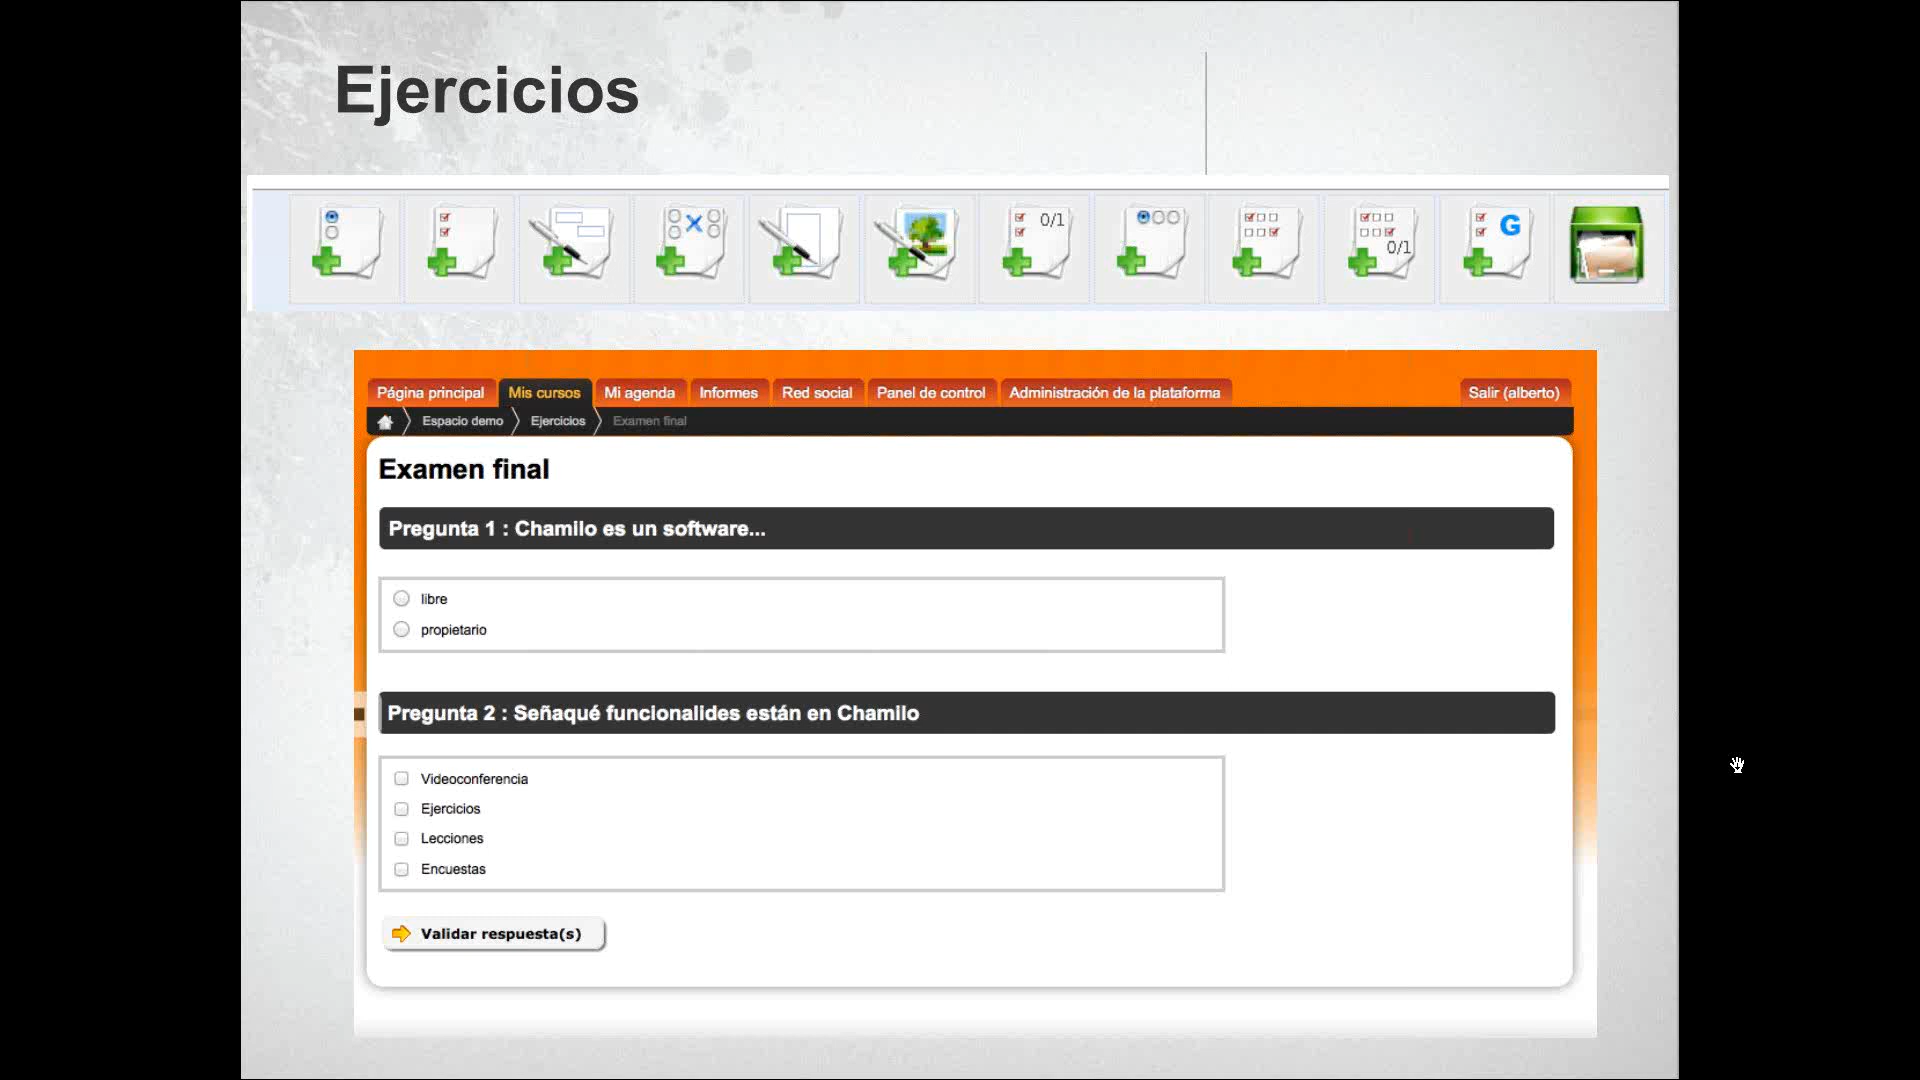 Ejercicios
0/1
0/1
G
Página principal Mis cursos Mi agenda Informes Red social Panel de control Administración de la plataforma Salir (alberto)
Espacio demo Ejercicios Examen final
Examen final
Pregunta 1 : Chamilo es un software...
libre
propietario
Pregunta 2 : Señaqué funcionalides están en Chamilo
Videoconferencia
Ejercicios
Lecciones
Encuestas
Validar respuesta(s)